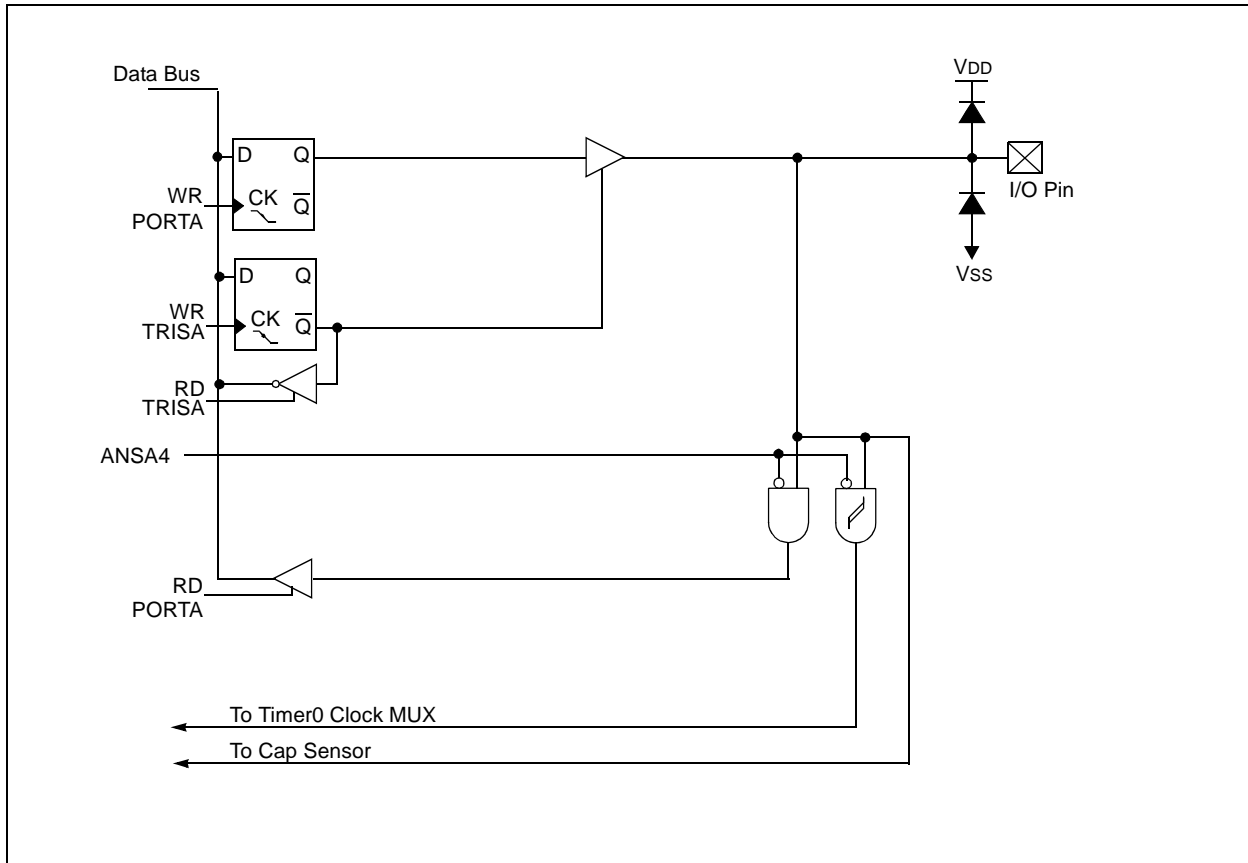 Data Bus
VDD
D Q
WR
PORTA
CK Q
I/O Pin
D Q
VSS
WR
TRISA
CK Q
RD
TRISA
ANSA4
RD
PORTA
To Timer0 Clock MUX
To Cap Sensor